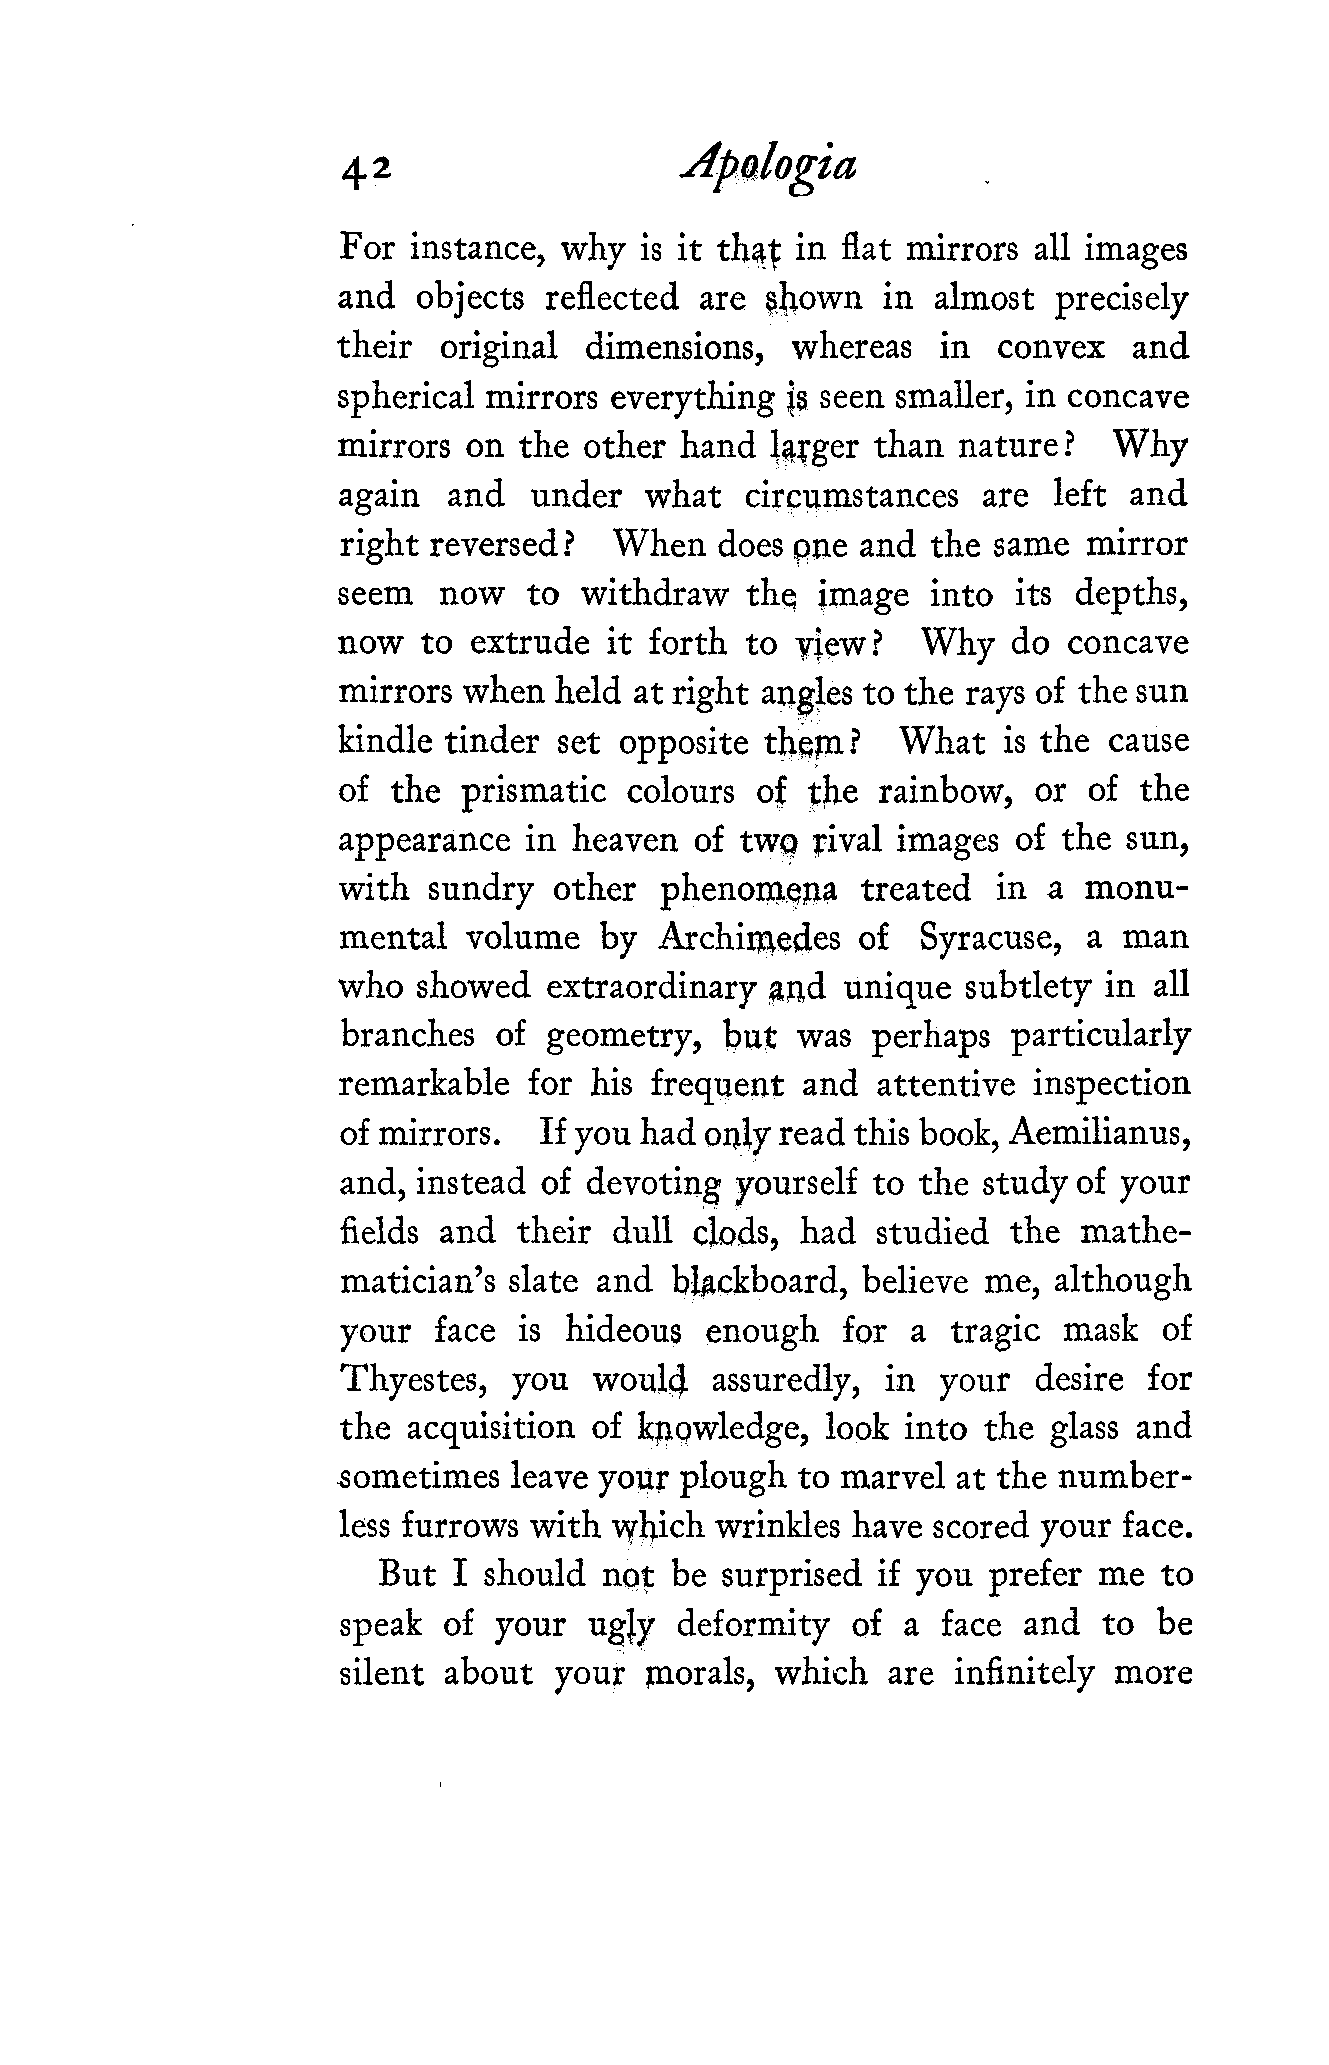 42 Apologia
For instance, why is it that in flat mirrors all images
and objects reflected are shown in almost precisely
their original dimensions, whereas in convex and
spherical mirrors everything is seen smaller, in concave
mirrors on the other hand larger than nature? Why
again and under what circumstances are left and
right reversed? When does one and the same mirror
seem now to withdraw the image into its depths,
now to extrude it forth to view? Why do concave
mirrors when held at right angles to the rays of the sun
kindle tinder set opposite them? What is the cause
of the prismatic colours of the rainbow, or of the
appearance in heaven of two rival images of the sun,
with sundry other phenomena treated in a monu-
mental volume by Archimedes of Syracuse, a man
who showed extraordinary and unique subtlety in all
branches of geometry, but was perhaps particularly
remarkable for his frequent and attentive inspection
of mirrors. If you had only read this book, Aemilianus,
and, instead of devoting yourself to the study of your
fields and their dull clods, had studied the mathe-
matician's slate and blackboard, believe me, although
your face is hideous enough for a tragic mask of
Thyestes, you would assuredly, in your desire for
the acquisition of knowledge, look into the glass and
sometimes leave your plough to marvel at the number-
less furrows with which wrinkles have scored your face.
But I should not be surprised if you prefer me to
speak of your ugly deformity of a face and to be
silent about your morals, which are infinitely more